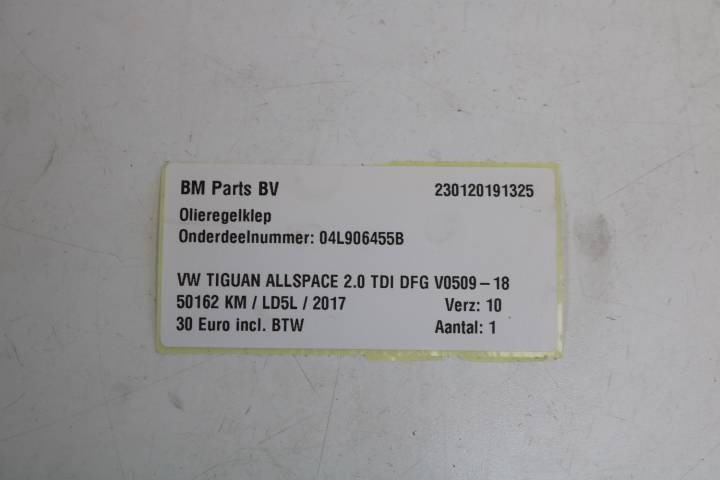 BM Parts BV 230120191325
Olieregelklep
Onderdeelnummer: 04L906455B
VW TIGUAN ALLSPACE 2.0 TDI DFG V0509-18
50162 KM / LD5L / 2017 Verz: 10
30 Euro incl. BTW Aantal: 1